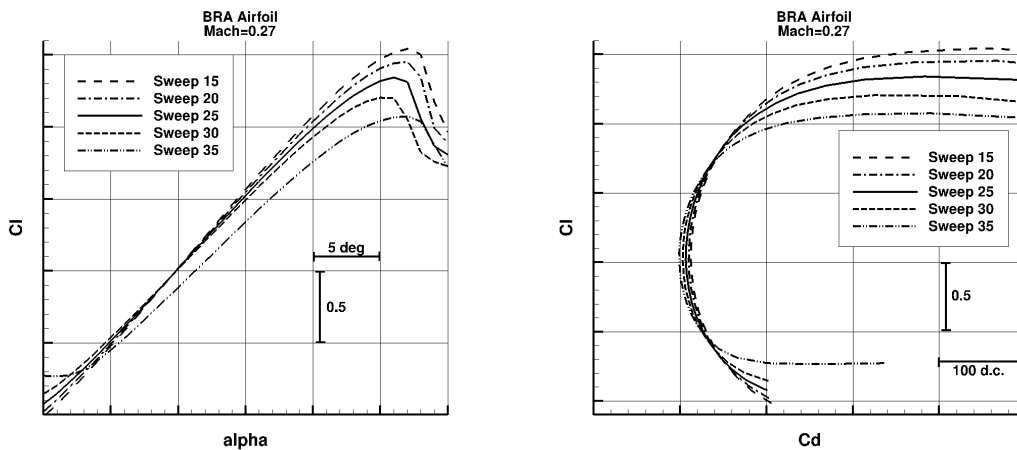 BRA Airfoil
Mach=0.27
Sweep 15
Sweep 20
Sweep 25
Sweep 30
Sweep 35
5 deg
0.5
Cl
alpha
BRA Airfoil
Mach=0.27
Sweep 15
Sweep 20
Sweep 25
Sweep 30
Sweep 35
0.5
100 d.c.
Cl
Cd